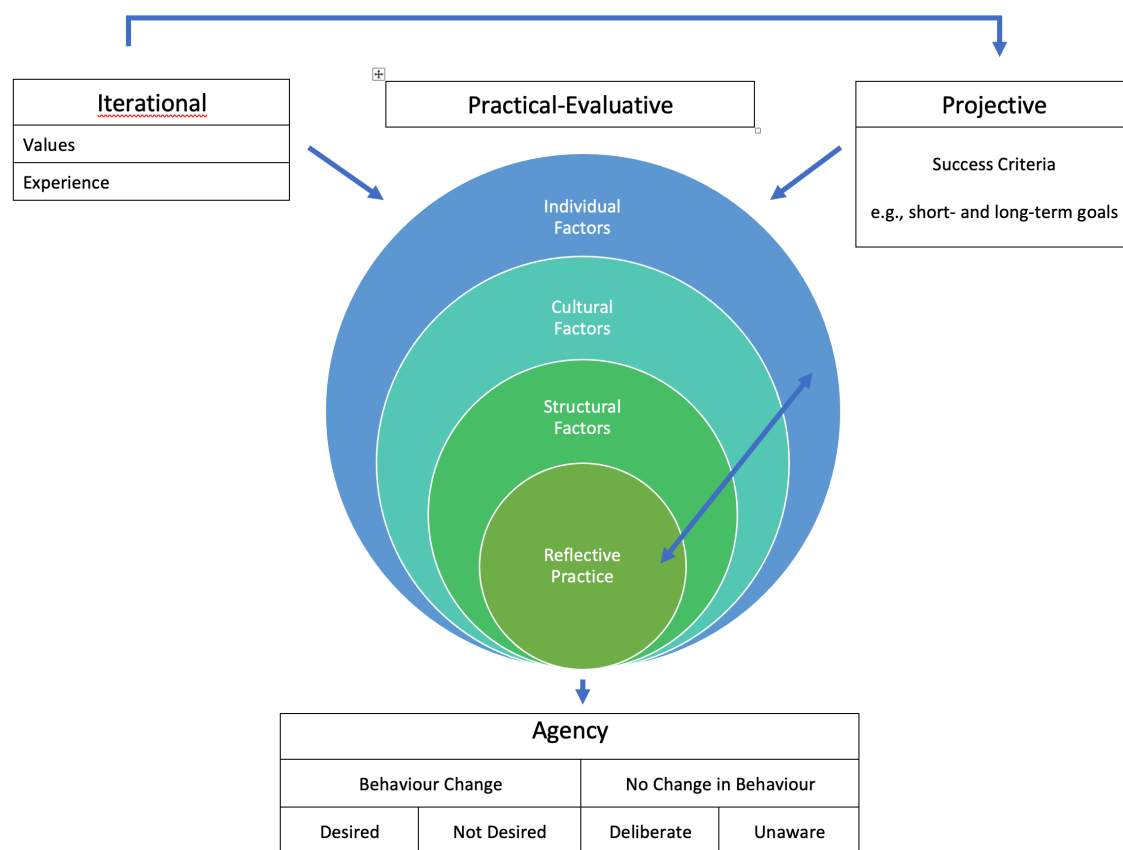 Iterational
Values
Experience
Practical-Evaluative
Projective
Success Criteria
e.g., short- and long-term goals
Individual
Factors
Cultural
Factors
Structural
Factors
Reflective
Practice
Agency
Behaviour Change
No Change in Behaviour
Desired
Not Desired
Deliberate
Unaware